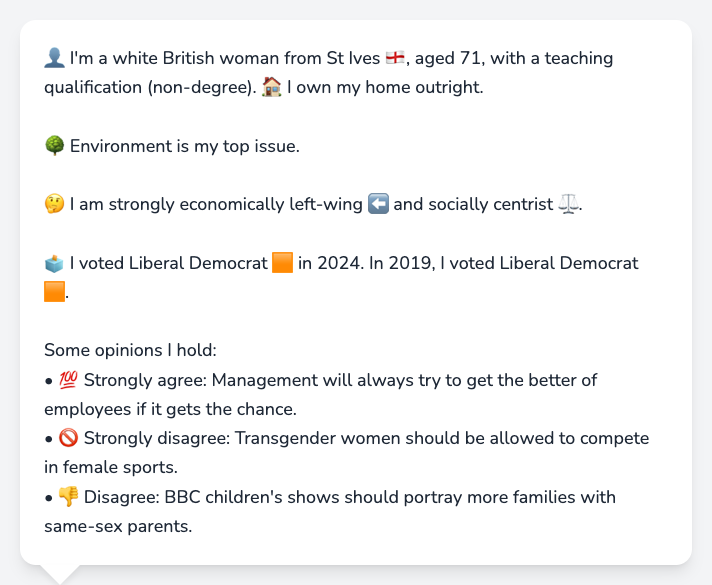 👤 I'm a white British woman from St Ives 🏴󠁧󠁢󠁥󠁮󠁧󠁿, aged 71, with a teaching
qualification (non-degree). 🏠 I own my home outright.
🌳 Environment is my top issue.
🤔 I am strongly economically left-wing ⬅️ and socially centrist ⚖️.
🗳️ I voted Liberal Democrat 🟧 in 2024. In 2019, I voted Liberal Democrat
🟧.
Some opinions I hold:
• 💯 Strongly agree: Management will always try to get the better of
employees if it gets the chance.
• 🚫 Strongly disagree: Transgender women should be allowed to compete
in female sports.
• 👎 Disagree: BBC children's shows should portray more families with
same-sex parents.